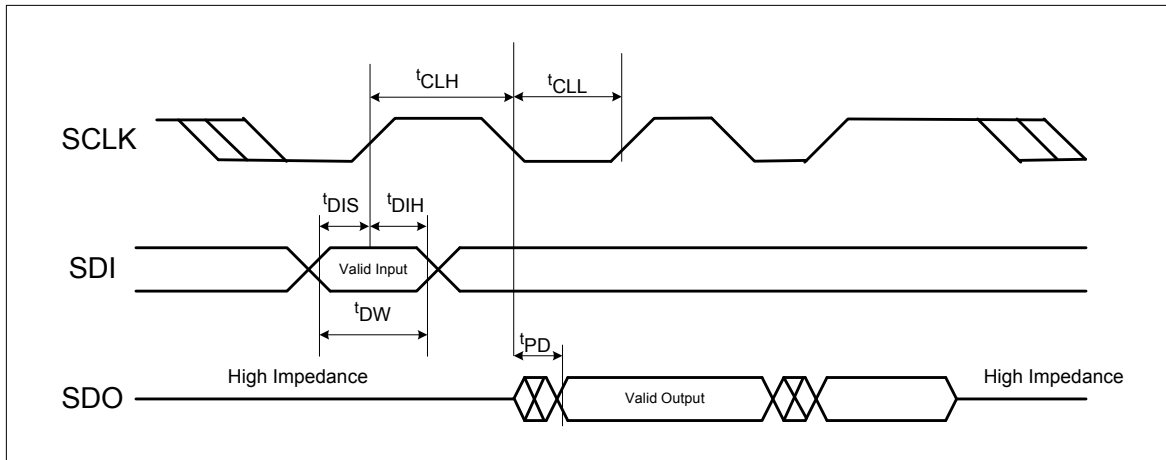 tCLH
tCLL
SCLK
tDIS
tDIH
SDI
Valid Input
tDW
tPD
High Impedance
High Impedance
SDO
Valid Output